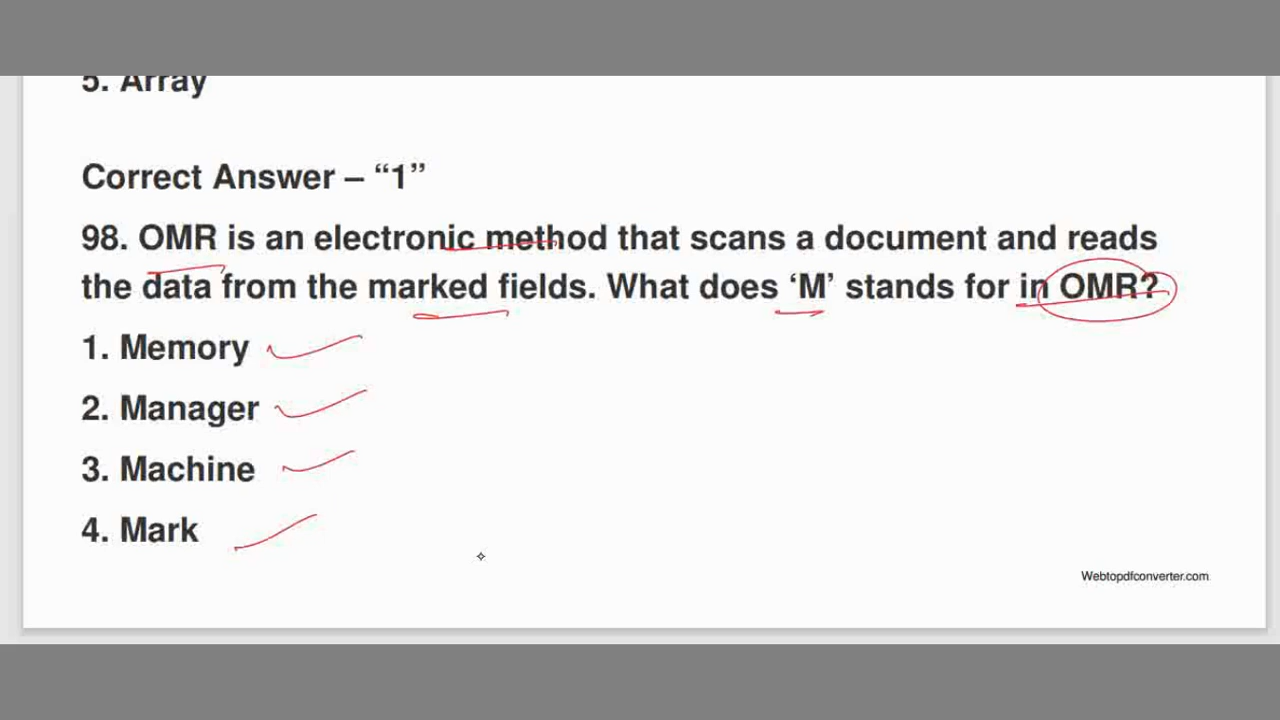 5. Array
Correct Answer – “1”
98. OMR is an electronic method that scans a document and reads
the data from the marked fields. What does ‘M’ stands for in OMR?
1. Memory
2. Manager
3. Machine
4. Mark
Webtopdfconverter.com